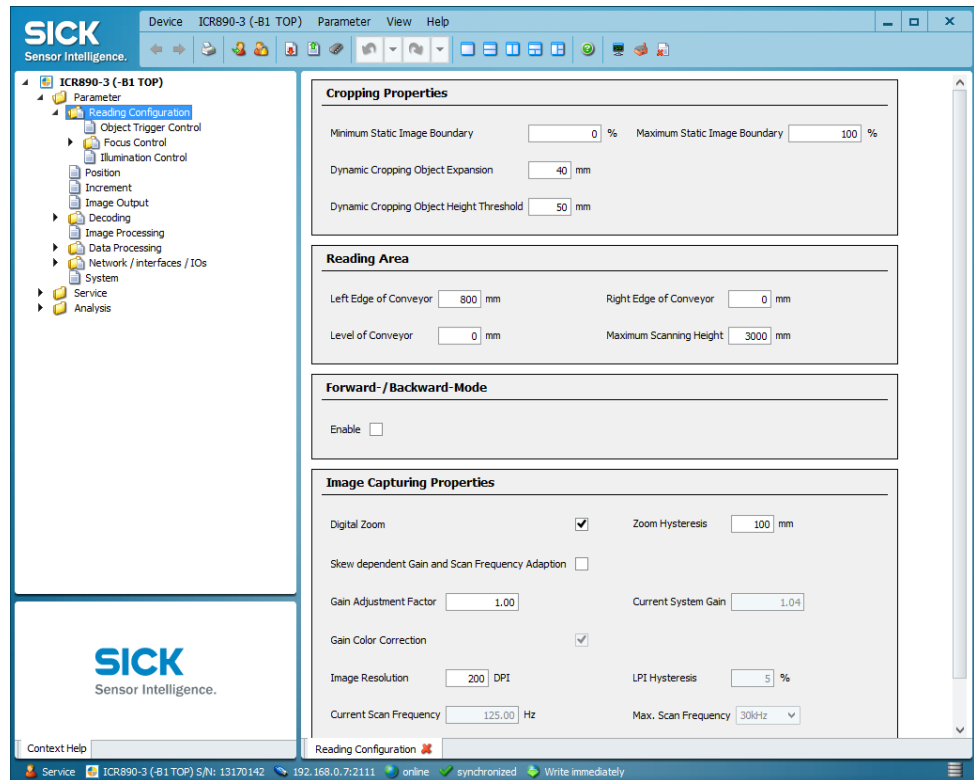 SICK
Sensor Intelligence.
Device ICR890-3 (-B1 TOP) Parameter View Help
ICR890-3 (-B1 TOP)
Parameter
Reading Configuration
Object Trigger Control
Focus Control
Illumination Control
Position
Increment
Image Output
Decoding
Image Processing
Data Processing
Network / interfaces / IOs
System
Service
Analysis
Cropping Properties
Minimum Static Image Boundary 0 % Maximum Static Image Boundary 100 %
Dynamic Cropping Object Expansion 40 mm
Dynamic Cropping Object Height Threshold 50 mm
Reading Area
Left Edge of Conveyor 800 mm Right Edge of Conveyor 0 mm
Level of Conveyor 0 mm Maximum Scanning Height 3000 mm
Forward-/Backward-Mode
Enable
Image Capturing Properties
Digital Zoom Zoom Hysteresis 100 mm
Skew dependent Gain and Scan Frequency Adaption
Gain Adjustment Factor 1.00 Current System Gain 1.04
Gain Color Correction
Image Resolution 200 DPI LPI Hysteresis 5 %
Current Scan Frequency 125.00 Hz Max. Scan Frequency 30kHz
SICK
Sensor Intelligence.
Context Help
Reading Configuration
Service ICR890-3 (-B1 TOP) S/N: 13170142 192.168.0.7:2111 online synchronized Write immediately